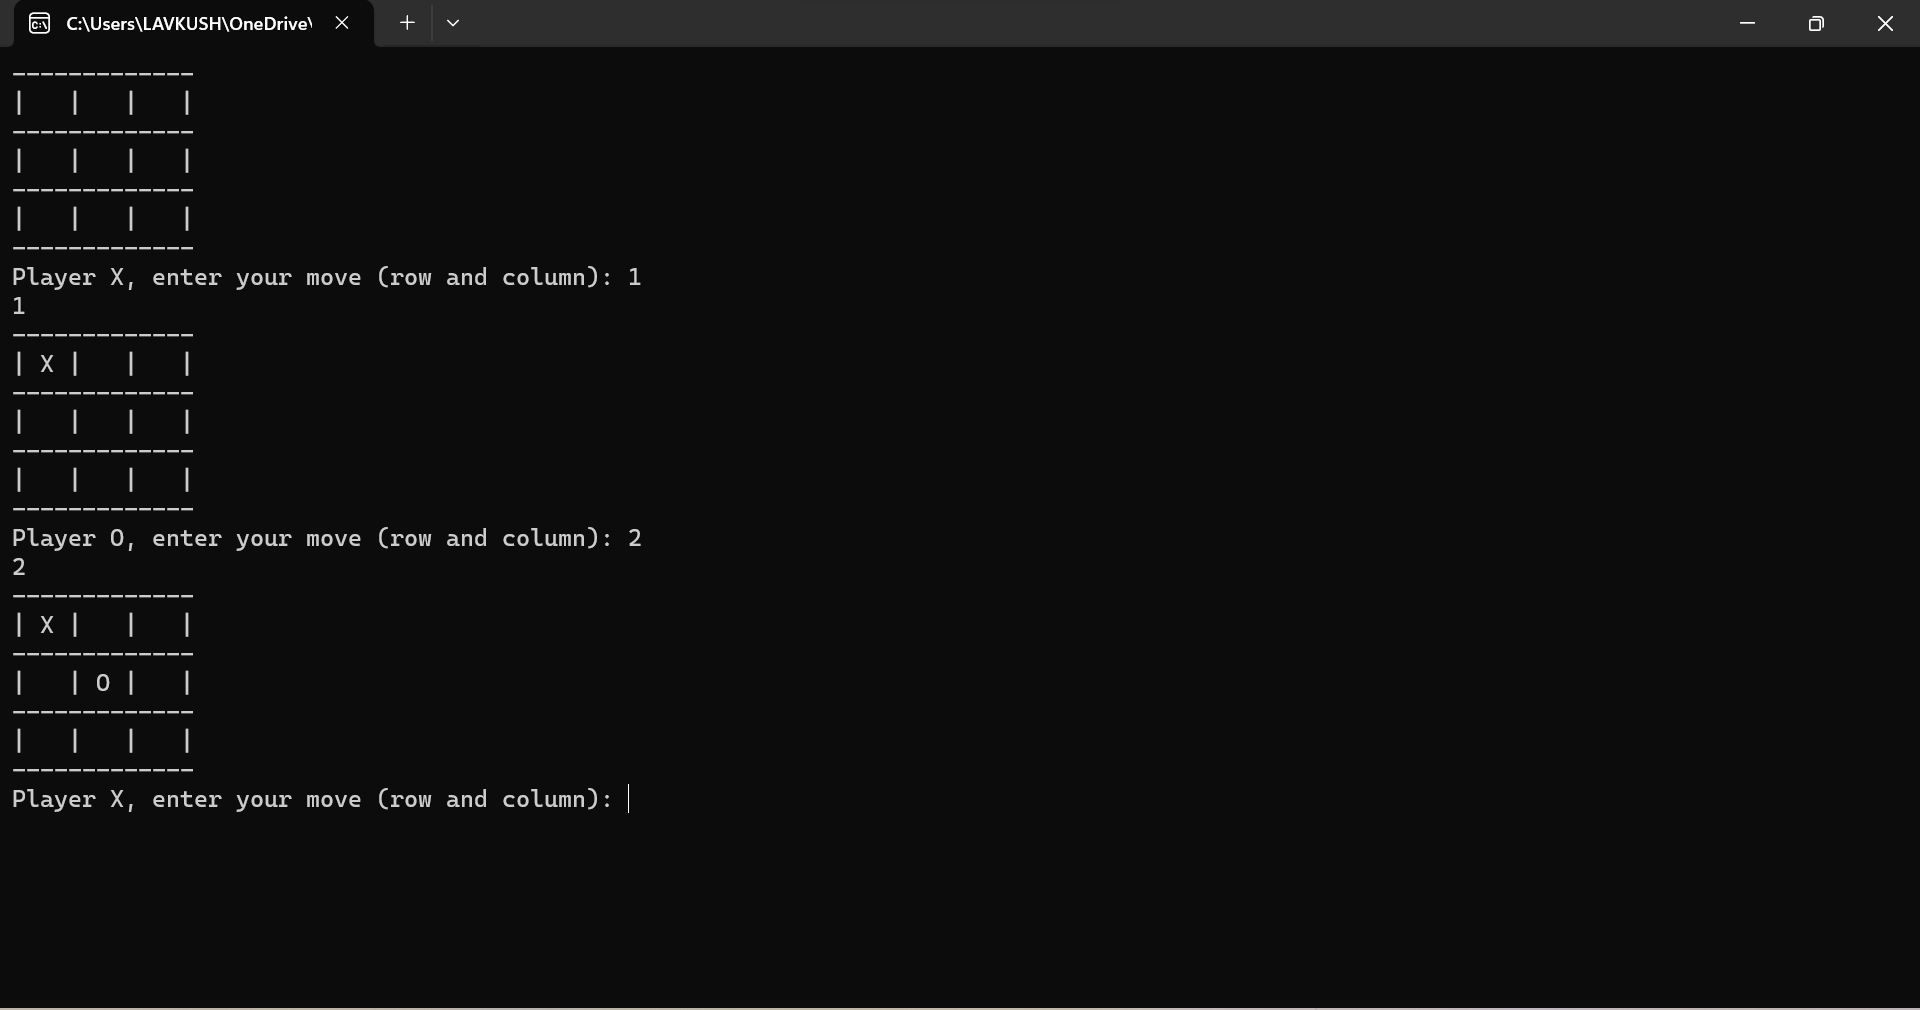 C:\Users\LAVKUSH\OneDrive\
-------------
|   |   |   |
-------------
|   |   |   |
-------------
|   |   |   |
-------------
Player X, enter your move (row and column): 1
1
-------------
| X |   |   |
-------------
|   |   |   |
-------------
|   |   |   |
-------------
Player O, enter your move (row and column): 2
2
-------------
| X |   |   |
-------------
|   | O |   |
-------------
|   |   |   |
-------------
Player X, enter your move (row and column):